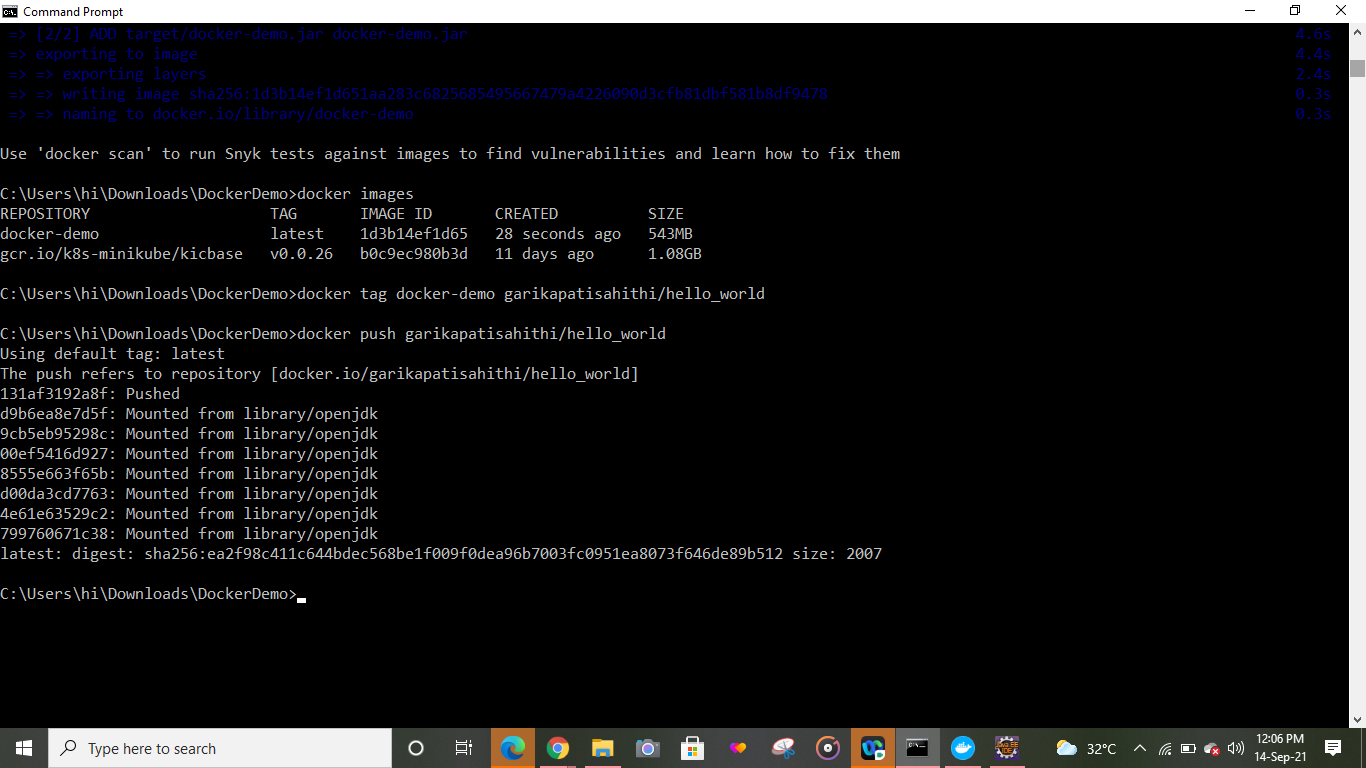 Command Prompt
=> [2/2] ADD target/docker-demo.jar docker-demo.jar 4.6s
=> exporting to image 4.4s
=> => exporting layers 2.4s
=> => writing image sha256:1d3b14ef1d651aa283c6825685495667479a4226090d3cfb81dbf581b8df9478 0.3s
=> => naming to docker.io/library/docker-demo 0.3s
Use 'docker scan' to run Snyk tests against images to find vulnerabilities and learn how to fix them
C:\Users\hi\Downloads\DockerDemo>docker images
REPOSITORY TAG IMAGE ID CREATED SIZE
docker-demo latest 1d3b14ef1d65 28 seconds ago 543MB
gcr.io/k8s-minikube/kicbase v0.0.26 b0c9ec980b3d 11 days ago 1.08GB
C:\Users\hi\Downloads\DockerDemo>docker tag docker-demo garikapatisahithi/hello_world
C:\Users\hi\Downloads\DockerDemo>docker push garikapatisahithi/hello_world
Using default tag: latest
The push refers to repository [docker.io/garikapatisahithi/hello_world]
131af3192a8f: Pushed
d9b6ea8e7d5f: Mounted from library/openjdk
9cb5eb95298c: Mounted from library/openjdk
00ef5416d927: Mounted from library/openjdk
8555e663f65b: Mounted from library/openjdk
d00da3cd7763: Mounted from library/openjdk
4e61e63529c2: Mounted from library/openjdk
799760671c38: Mounted from library/openjdk
latest: digest: sha256:ea2f98c411c644bdec568be1f009f0dea96b7003fc0951ea8073f646de89b512 size: 2007
C:\Users\hi\Downloads\DockerDemo>
Type here to search
32°C
12:06 PM
14-Sep-21